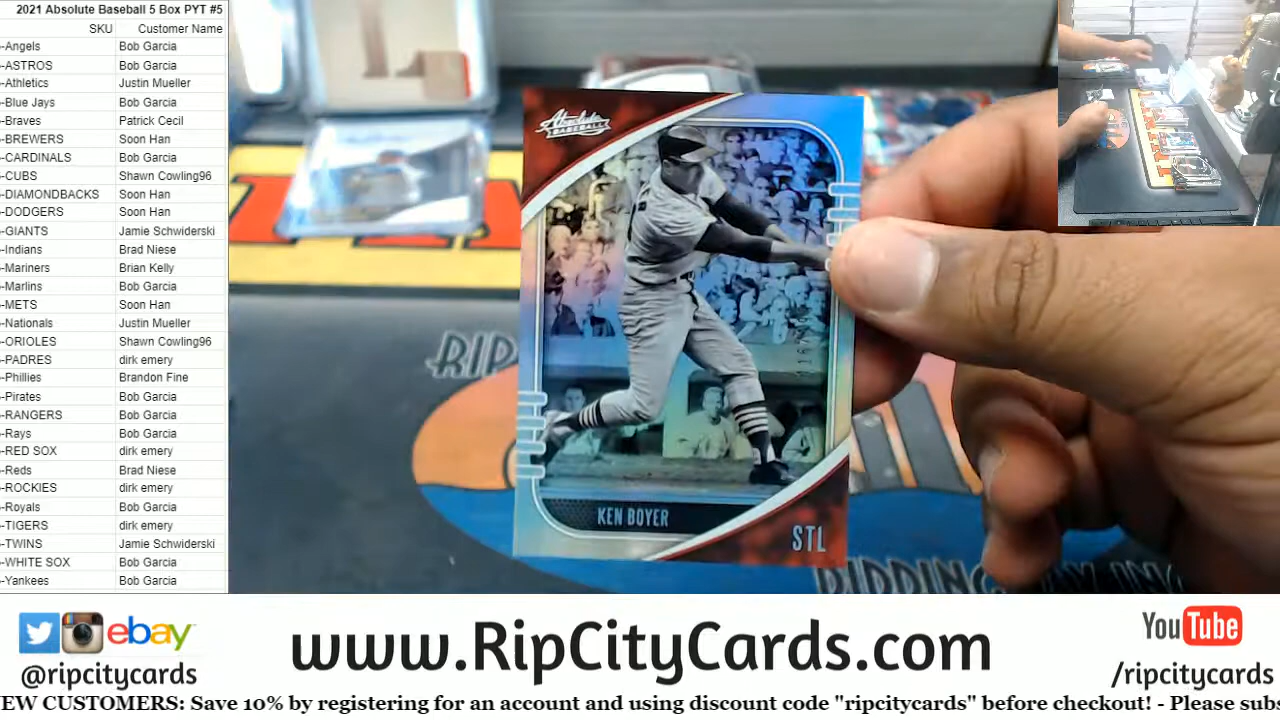 2021 Absolute Baseball 5 Box PYT #5
SKU Customer Name
-Angels Bob Garcia
-ASTROS Bob Garcia
-Athletics Justin Mueller
-Blue Jays Bob Garcia
-Braves Patrick Cecil
-BREWERS Soon Han
-CARDINALS Bob Garcia
-CUBS Shawn Cowling96
-DIAMONDBACKS Soon Han
-DODGERS Soon Han
-GIANTS Jamie Schwiderski
-Indians Brad Niese
-Mariners Brian Kelly
-Marlins Bob Garcia
-METS Soon Han
-Nationals Justin Mueller
-ORIOLES Shawn Cowling96
-PADRES dirk emery
-Phillies Brandon Fine
-Pirates Bob Garcia
-RANGERS Bob Garcia
-Rays Bob Garcia
-RED SOX dirk emery
-Reds Brad Niese
-ROCKIES dirk emery
-Royals Bob Garcia
-TIGERS dirk emery
-TWINS Jamie Schwiderski
-WHITE SOX Bob Garcia
-Yankees Bob Garcia
Absolute
BASEBALL
RIP
KEN BOYER
STL
ebay
@ripcitycards
www.RipCityCards.com
YouTube
/ripcitycards
EW CUSTOMERS: Save 10% by registering for an account and using discount code "ripcitycards" before checkout! - Please subs